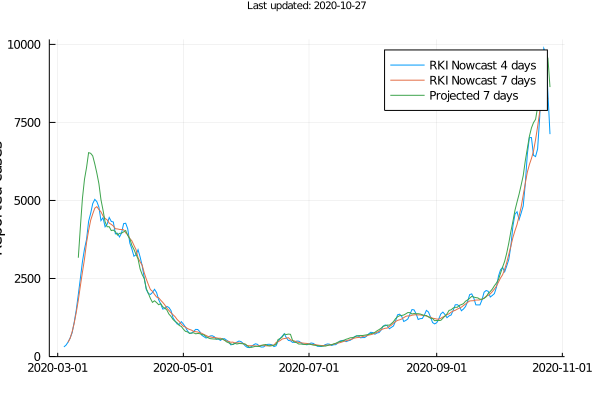 Last updated: 2020-10-27
10000
RKI Nowcast 4 days
RKI Nowcast 7 days
Projected 7 days
7500
5000
2500
0
2020-03-01 2020-05-01 2020-07-01 2020-09-01 2020-11-01